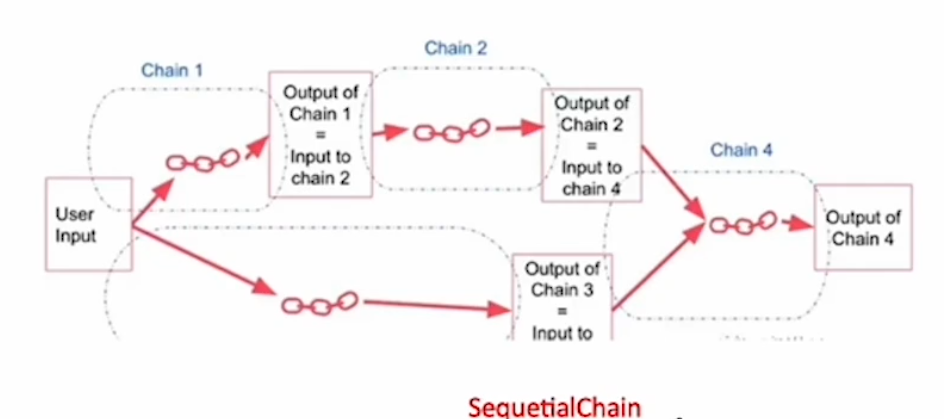 Chain 2
Chain 1
Output of
Chain 1
=
Input to
chain 2
Output of
Chain 2
=
Input to
chain 4
Chain 4
User
Input
Output of
Chain 4
Output of
Chain 3
=
Input to
SequetialChain